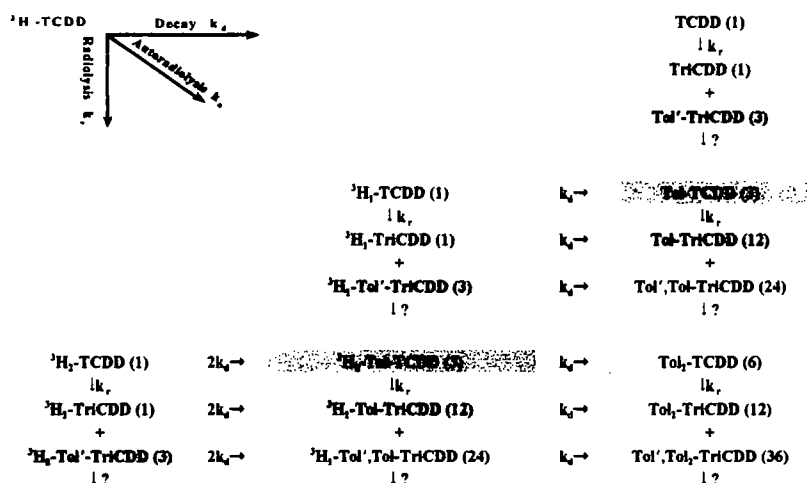 ³H-TCDD Decay k_d TCDD (1)
Radiolysis k_r Autoradiolysis k_a ↓k_r
TriCDD (1)
+
Tol'-TriCDD (3)
↓?
³H₁-TCDD (1) k_d→ Tol-TCDD (3)
↓k_r ↓k_r
³H₁-TriCDD (1) k_d→ Tol-TriCDD (12)
+ +
³H₁-Tol'-TriCDD (3) k_d→ Tol',Tol-TriCDD (24)
↓? ↓?
³H₂-TCDD (1) 2k_d→ ³H₁-Tol-TCDD (3) k_d→ Tol₂-TCDD (6)
↓k_r ↓k_r ↓k_r
³H₂-TriCDD (1) 2k_d→ ³H₁-Tol-TriCDD (12) k_d→ Tol₂-TriCDD (12)
+ + +
³H₂-Tol'-TriCDD (3) 2k_d→ ³H₁-Tol',Tol-TriCDD (24) k_d→ Tol',Tol₂-TriCDD (36)
↓? ↓? ↓?